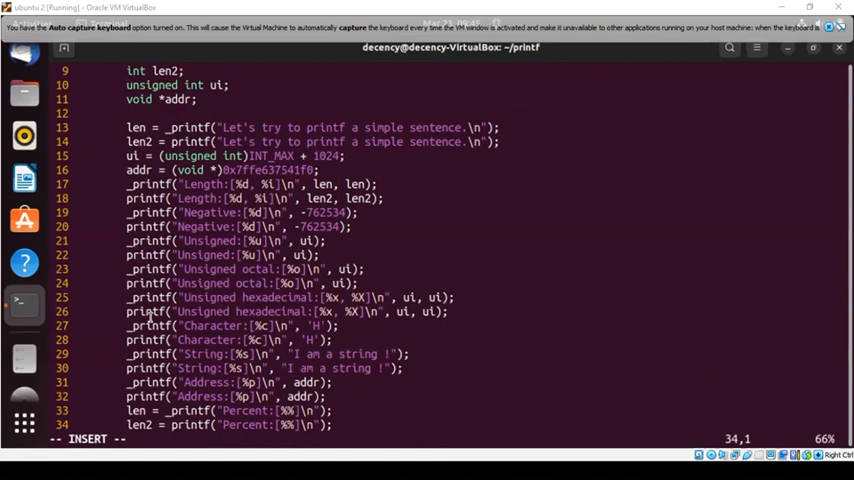 ubuntu 2 [Running] - Oracle VM VirtualBox
You have the Auto capture keyboard option turned on. This will cause the Virtual Machine to automatically capture the keyboard every time the VM window is activated and make it unavailable to other applications running on your host machine: when the keyboard is
decency@decency-VirtualBox: ~/printf
9 int len2;
10 unsigned int ui;
11 void *addr;
12
13 len = _printf("Let's try to printf a simple sentence.\n");
14 len2 = printf("Let's try to printf a simple sentence.\n");
15 ui = (unsigned int)INT_MAX + 1024;
16 addr = (void *)0x7ffe637541f0;
17 _printf("Length:[%d, %i]\n", len, len);
18 printf("Length:[%d, %i]\n", len2, len2);
19 _printf("Negative:[%d]\n", -762534);
20 printf("Negative:[%d]\n", -762534);
21 _printf("Unsigned:[%u]\n", ui);
22 printf("Unsigned:[%u]\n", ui);
23 _printf("Unsigned octal:[%o]\n", ui);
24 printf("Unsigned octal:[%o]\n", ui);
25 _printf("Unsigned hexadecimal:[%x, %X]\n", ui, ui);
26 printf("Unsigned hexadecimal:[%x, %X]\n", ui, ui);
27 _printf("Character:[%c]\n", 'H');
28 printf("Character:[%c]\n", 'H');
29 _printf("String:[%s]\n", "I am a string !");
30 printf("String:[%s]\n", "I am a string !");
31 _printf("Address:[%p]\n", addr);
32 printf("Address:[%p]\n", addr);
33 len = _printf("Percent:[%%]\n");
34 len2 = printf("Percent:[%%]\n");
-- INSERT -- 34,1 66%
Right Ctrl